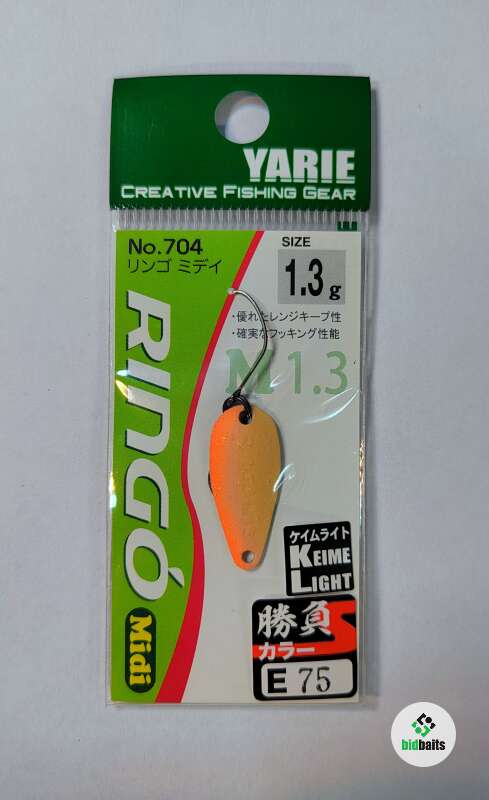 YARIE
CREATIVE FISHING GEAR
No.704
リンゴ ミディ
SIZE
1.3g
・優れたレンジキープ性
・確実なフッキング性能
M 1.3
RINGO
Midi
ケイムライト
KEIME
LIGHT
勝負
カラーS
E 75
bidbaits